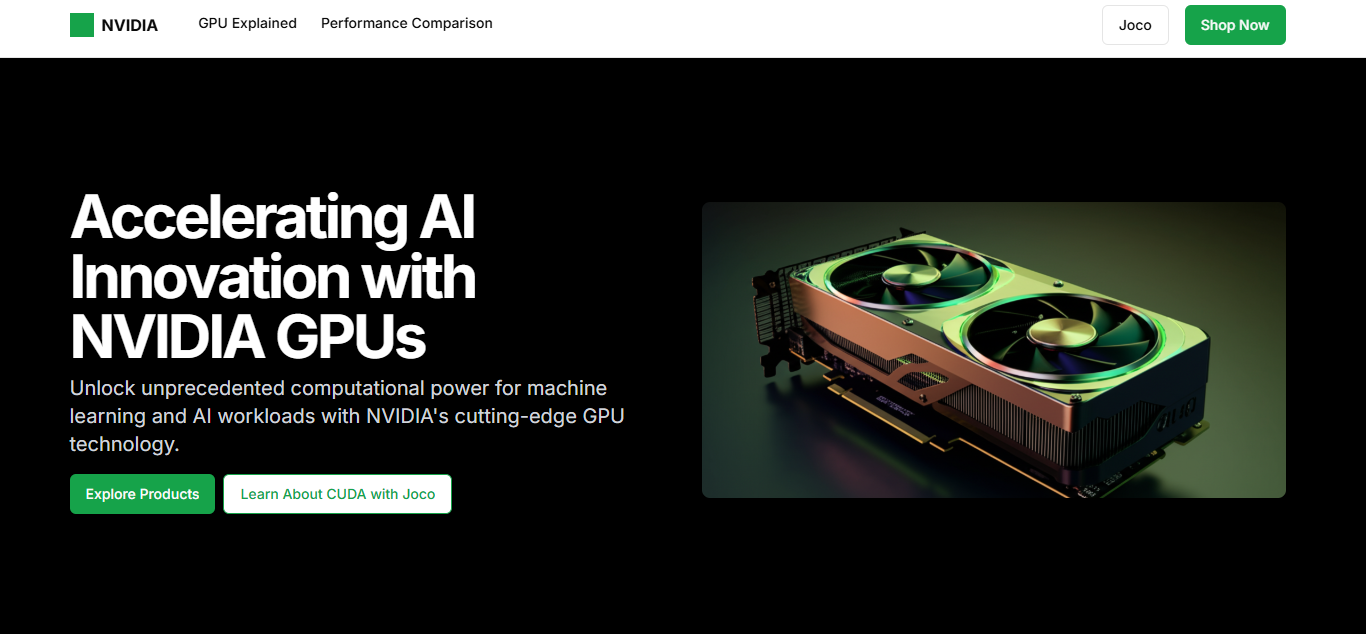 NVIDIA
GPU Explained
Performance Comparison
Joco
Shop Now
Accelerating AI
Innovation with
NVIDIA GPUs
Unlock unprecedented computational power for machine
learning and AI workloads with NVIDIA's cutting-edge GPU
technology.
Explore Products
Learn About CUDA with Joco